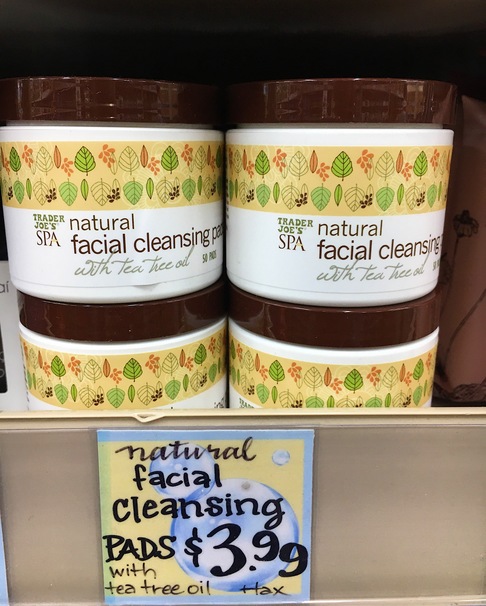 TRADER
JOE'S
SPA
natural
facial cleansing
with tea tree oil
50 PADS
TRADER
JOE'S
SPA
natural
facial cleansing
with tea tree oil
natural
facial
cleansing
PADS $3.99
with
tea tree oil +tax